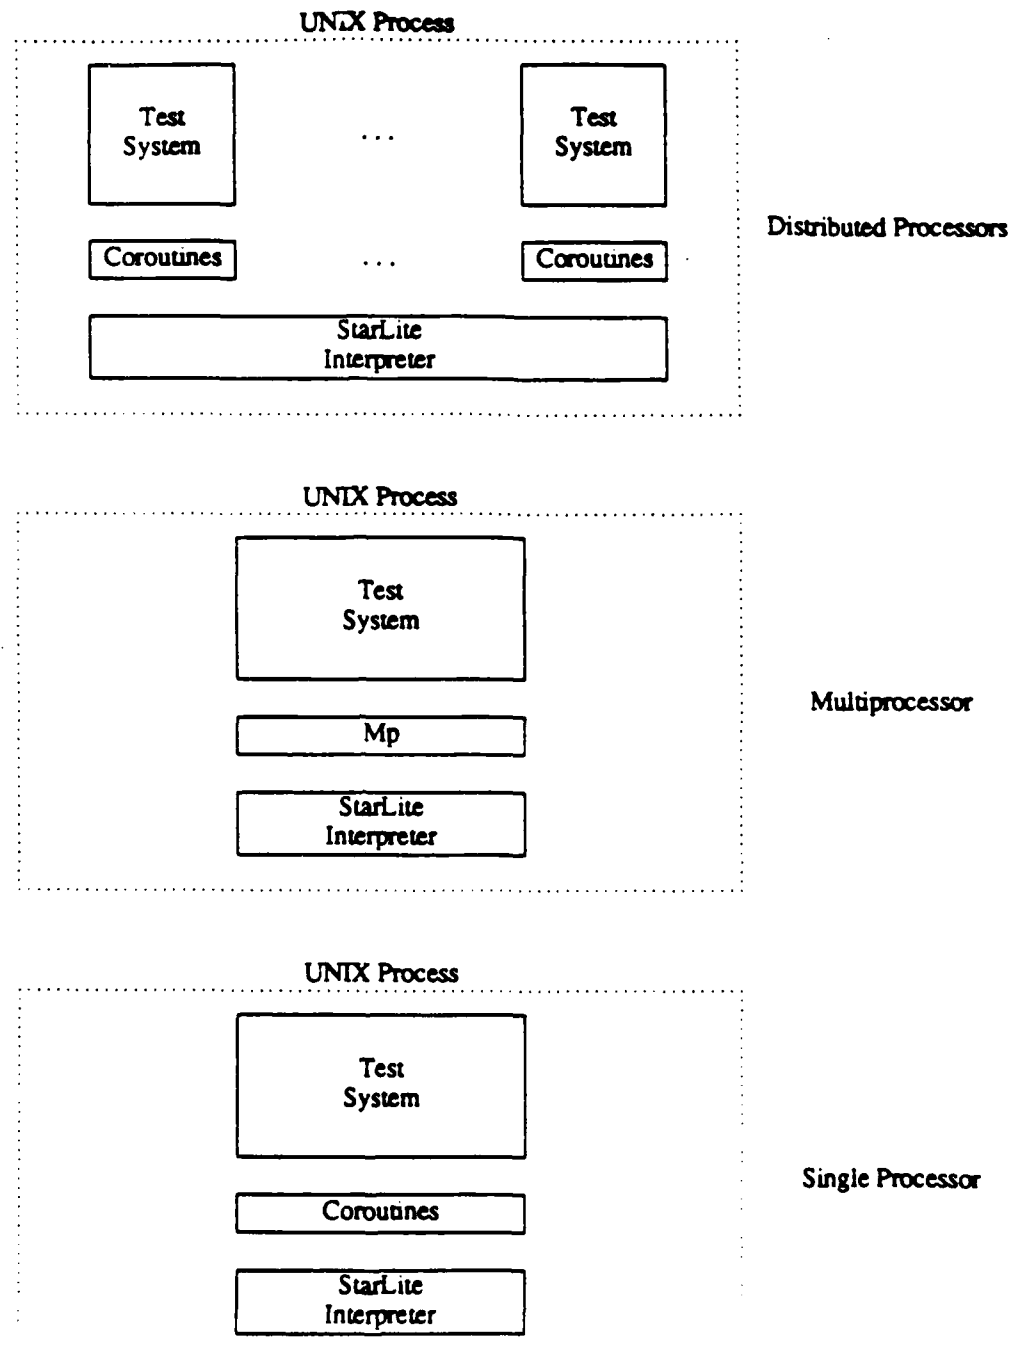 UNIX Process
Test
System
...
Test
System
Distributed Processors
Coroutines
...
Coroutines
StarLite
Interpreter
UNIX Process
Test
System
Multiprocessor
Mp
StarLite
Interpreter
UNIX Process
Test
System
Single Processor
Coroutines
StarLite
Interpreter